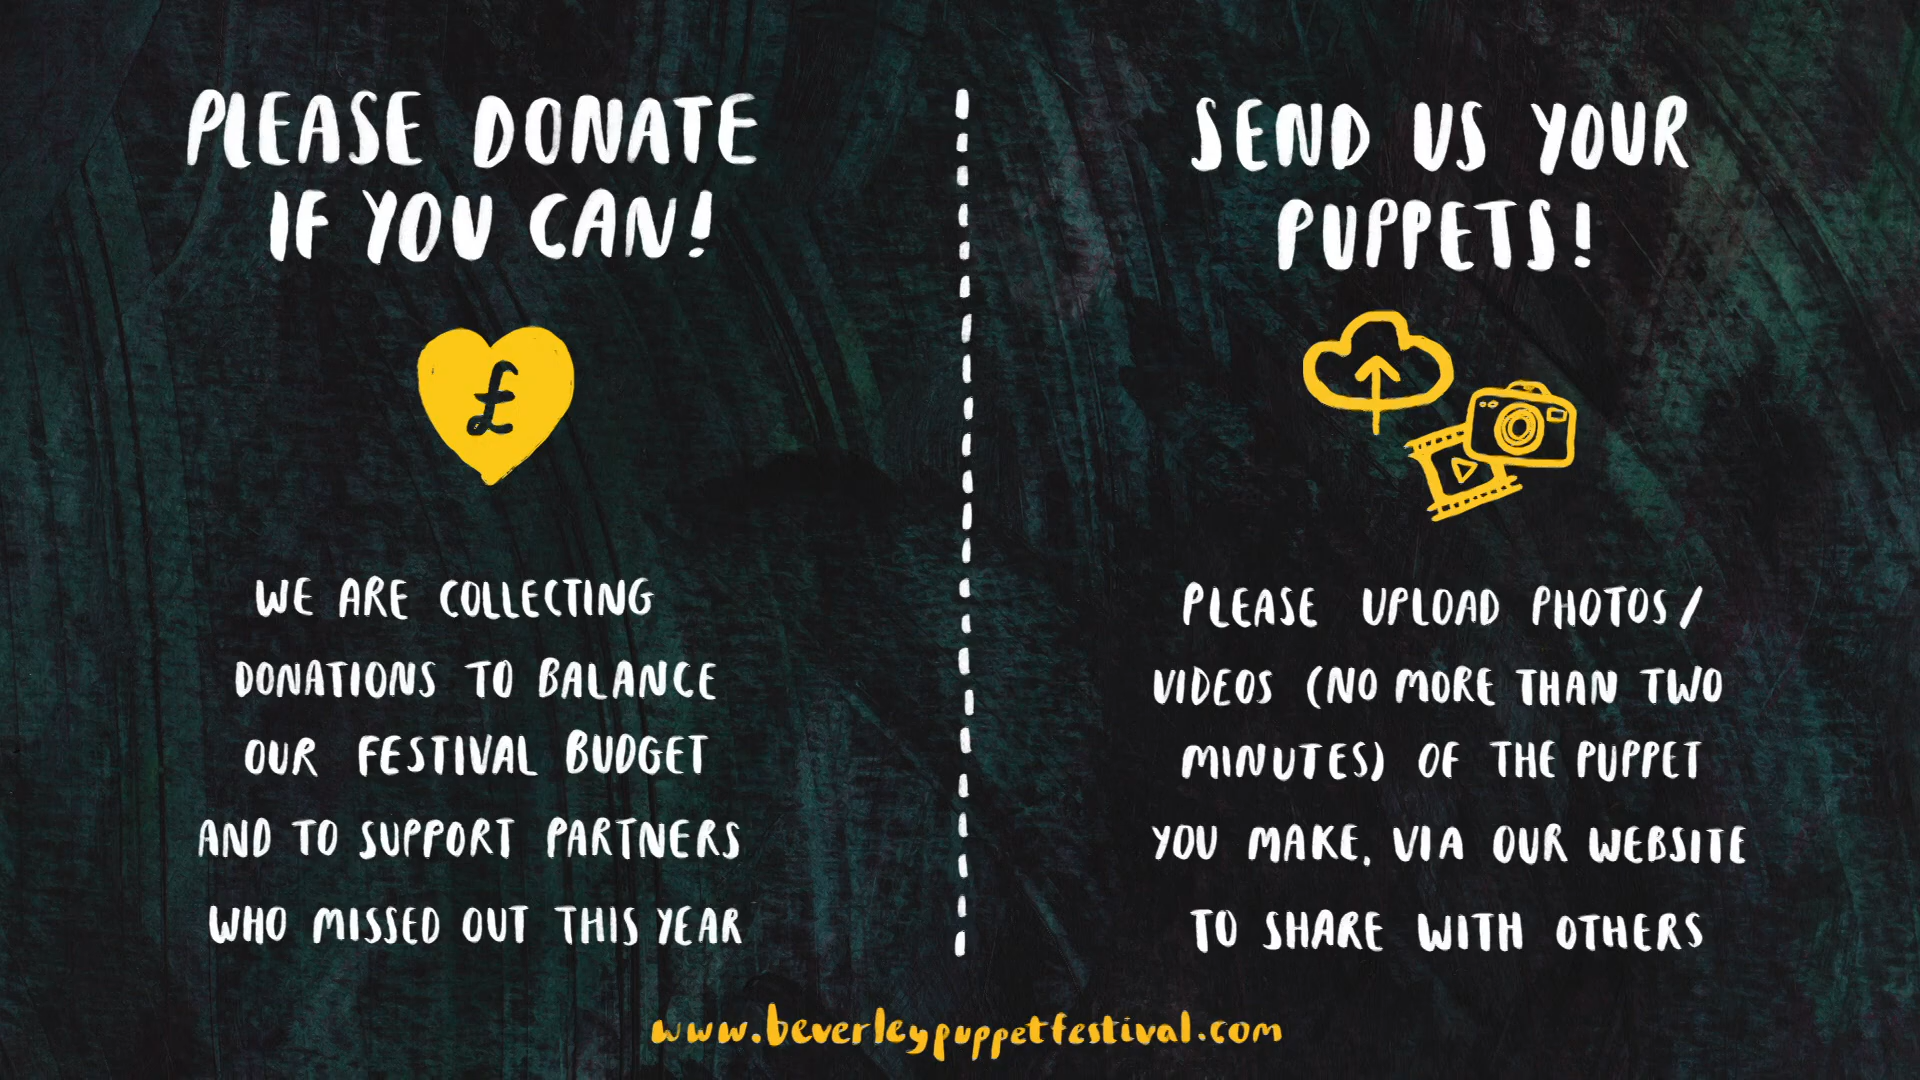 PLEASE DONATE
IF YOU CAN!
£
WE ARE COLLECTING
DONATIONS TO BALANCE
OUR FESTIVAL BUDGET
AND TO SUPPORT PARTNERS
WHO MISSED OUT THIS YEAR
SEND US YOUR
PUPPETS!
PLEASE UPLOAD PHOTOS/
VIDEOS (NO MORE THAN TWO
MINUTES) OF THE PUPPET
YOU MAKE, VIA OUR WEBSITE
TO SHARE WITH OTHERS
www.beverleypuppetfestival.com